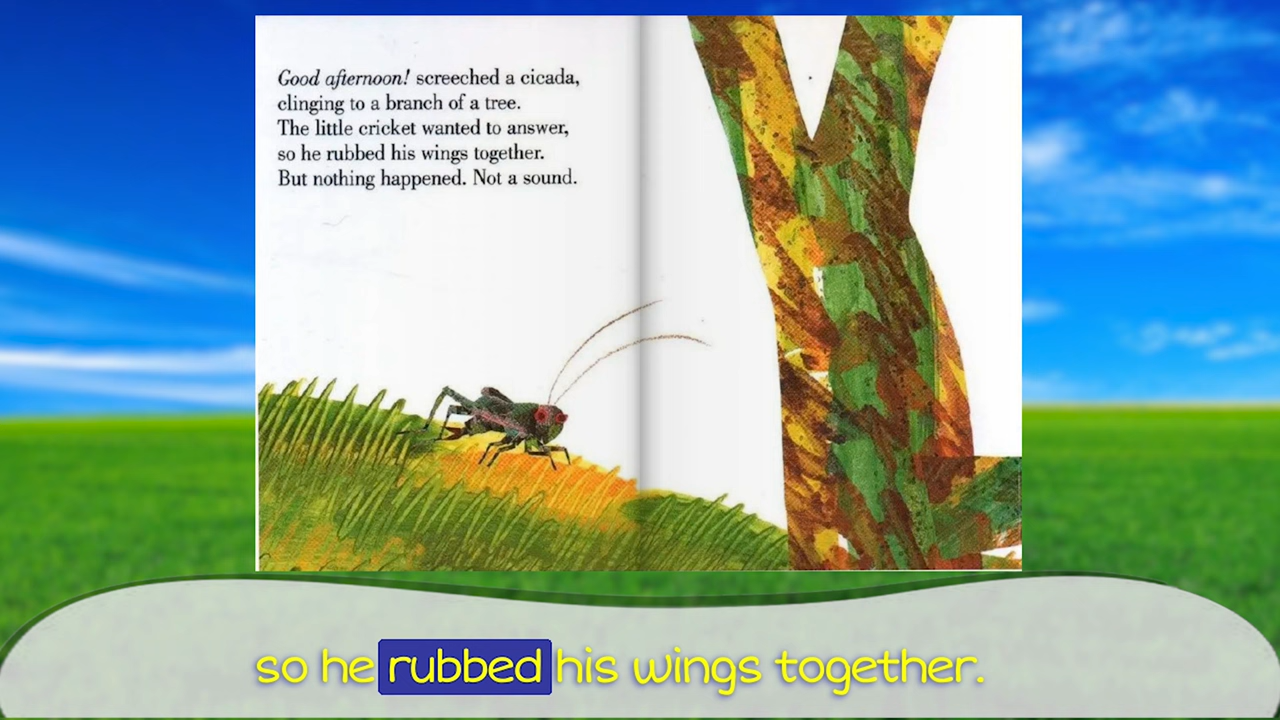 Good afternoon! screeched a cicada,
clinging to a branch of a tree.
The little cricket wanted to answer,
so he rubbed his wings together.
But nothing happened. Not a sound.
so he rubbed his wings together.